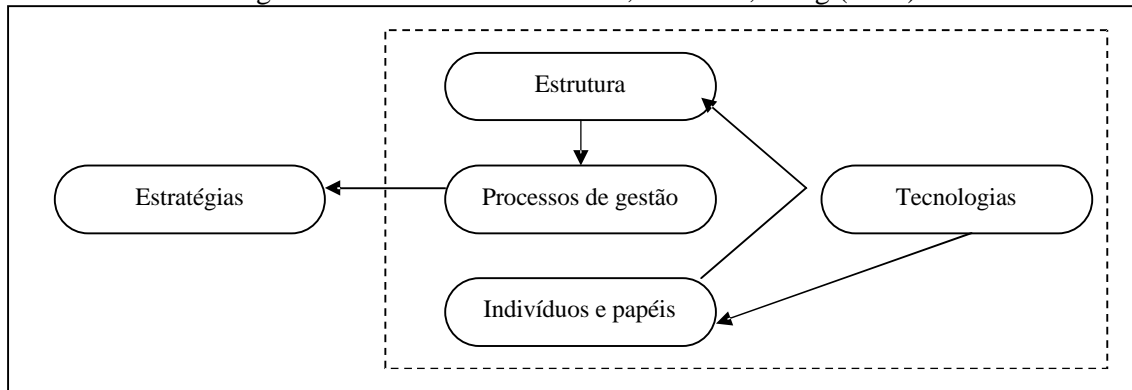 Estrutura
Estratégias
Processos de gestão
Tecnologias
Indivíduos e papéis